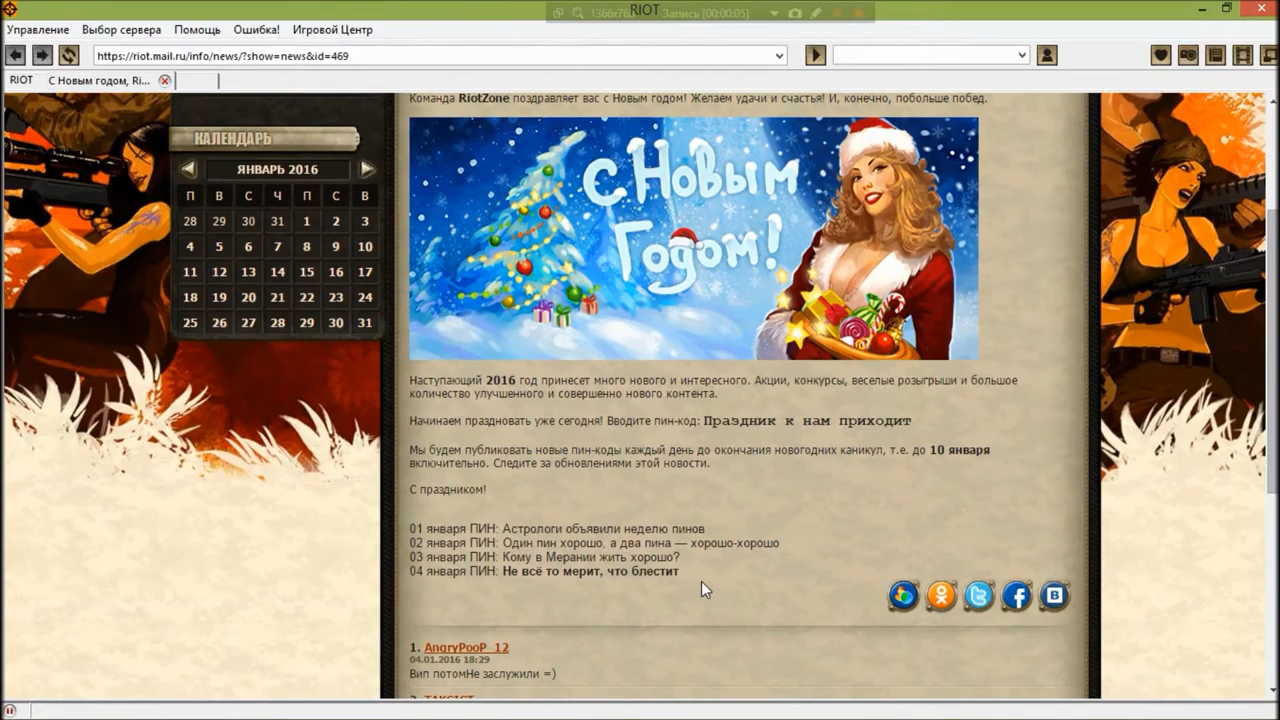 RIOT
1366x76
Запись [00:00:05]
Управление Выбор сервера Помощь Ошибка! Игровой Центр
https://riot.mail.ru/info/news/?show=news&id=469
RIOT С Новым годом, Ri...
КАЛЕНДАРЬ
ЯНВАРЬ 2016
П В С Ч П С В
28 29 30 31 1 2 3
4 5 6 7 8 9 10
11 12 13 14 15 16 17
18 19 20 21 22 23 24
25 26 27 28 29 30 31
Команда RiotZone поздравляет вас с Новым годом! Желаем удачи и счастья! И, конечно, побольше побед.
С Новым
Годом!
Наступающий 2016 год принесет много нового и интересного. Акции, конкурсы, веселые розыгрыши и большое
количество улучшенного и совершенно нового контента.
Начинаем праздновать уже сегодня! Вводите пин-код: Праздник к нам приходит
Мы будем публиковать новые пин-коды каждый день до окончания новогодних каникул, т.е. до 10 января
включительно. Следите за обновлениями этой новости.
С праздником!
01 января ПИН: Астрологи объявили неделю пинов
02 января ПИН: Один пин хорошо, а два пина — хорошо-хорошо
03 января ПИН: Кому в Мерании жить хорошо?
04 января ПИН: Не всё то мерит, что блестит
1. AngryPooP_12
04.01.2016 18:29
Вип потомНе заслужили =)